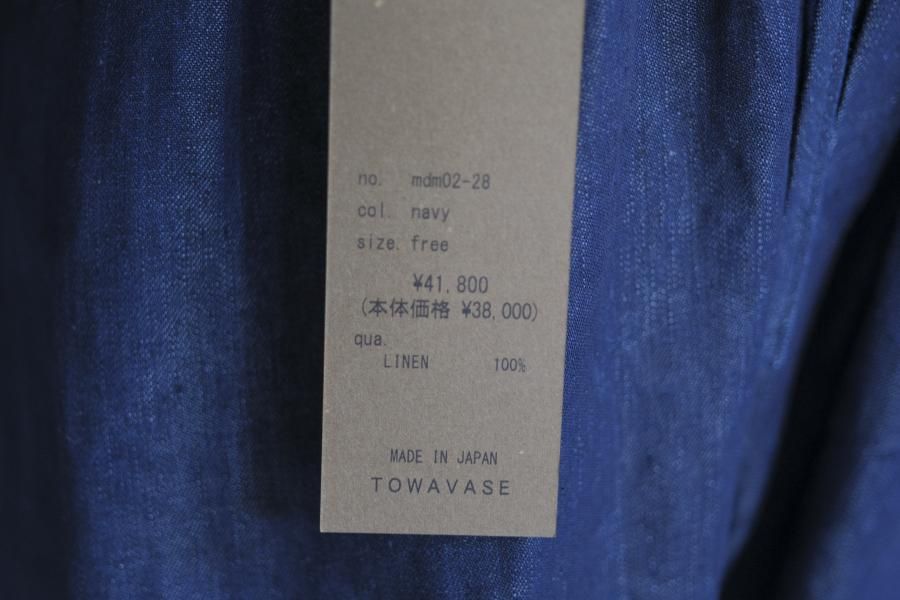 no. mdm02-28
col. navy
size. free
¥41,800
(本体価格 ¥38,000)
qua.
LINEN 100%
MADE IN JAPAN
TOWAVASE